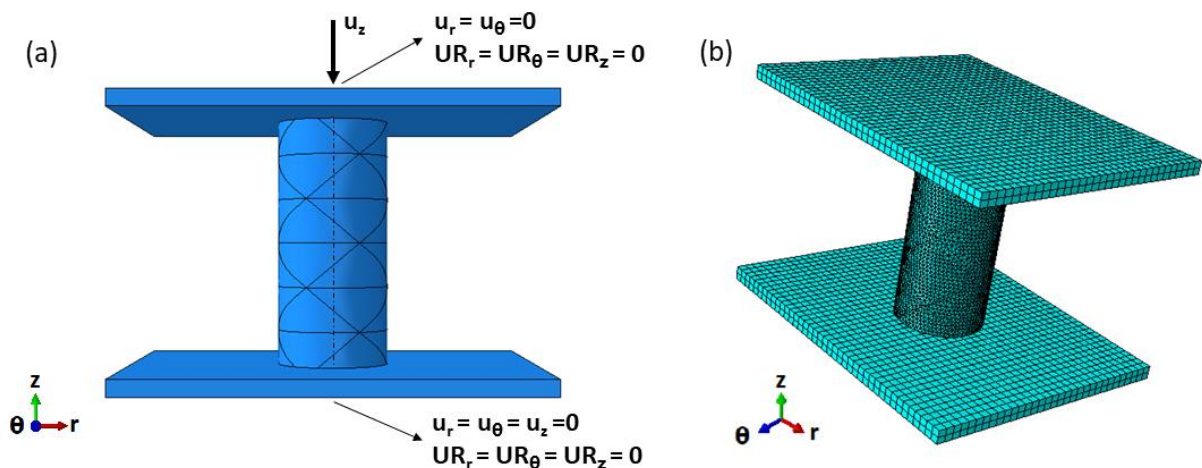 (a)
u_z
u_r = u_θ = 0
UR_r = UR_θ = UR_z = 0
z
θ
r
u_r = u_θ = u_z = 0
UR_r = UR_θ = UR_z = 0
(b)
z
θ
r